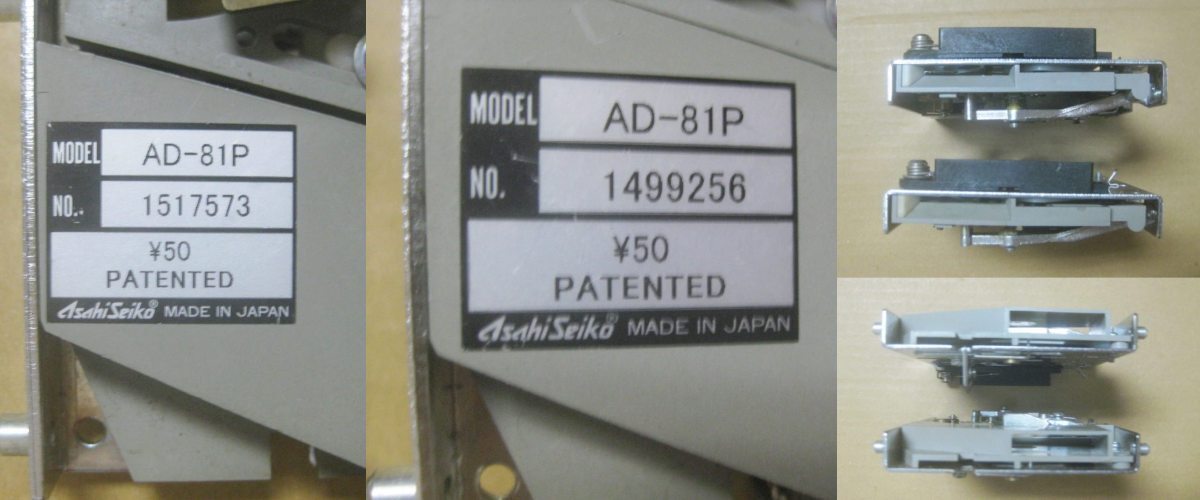 MODEL AD-81P
NO. 1517573
¥50
PATENTED
AsahiSeiko® MADE IN JAPAN
MODEL AD-81P
NO. 1499256
¥50
PATENTED
AsahiSeiko® MADE IN JAPAN